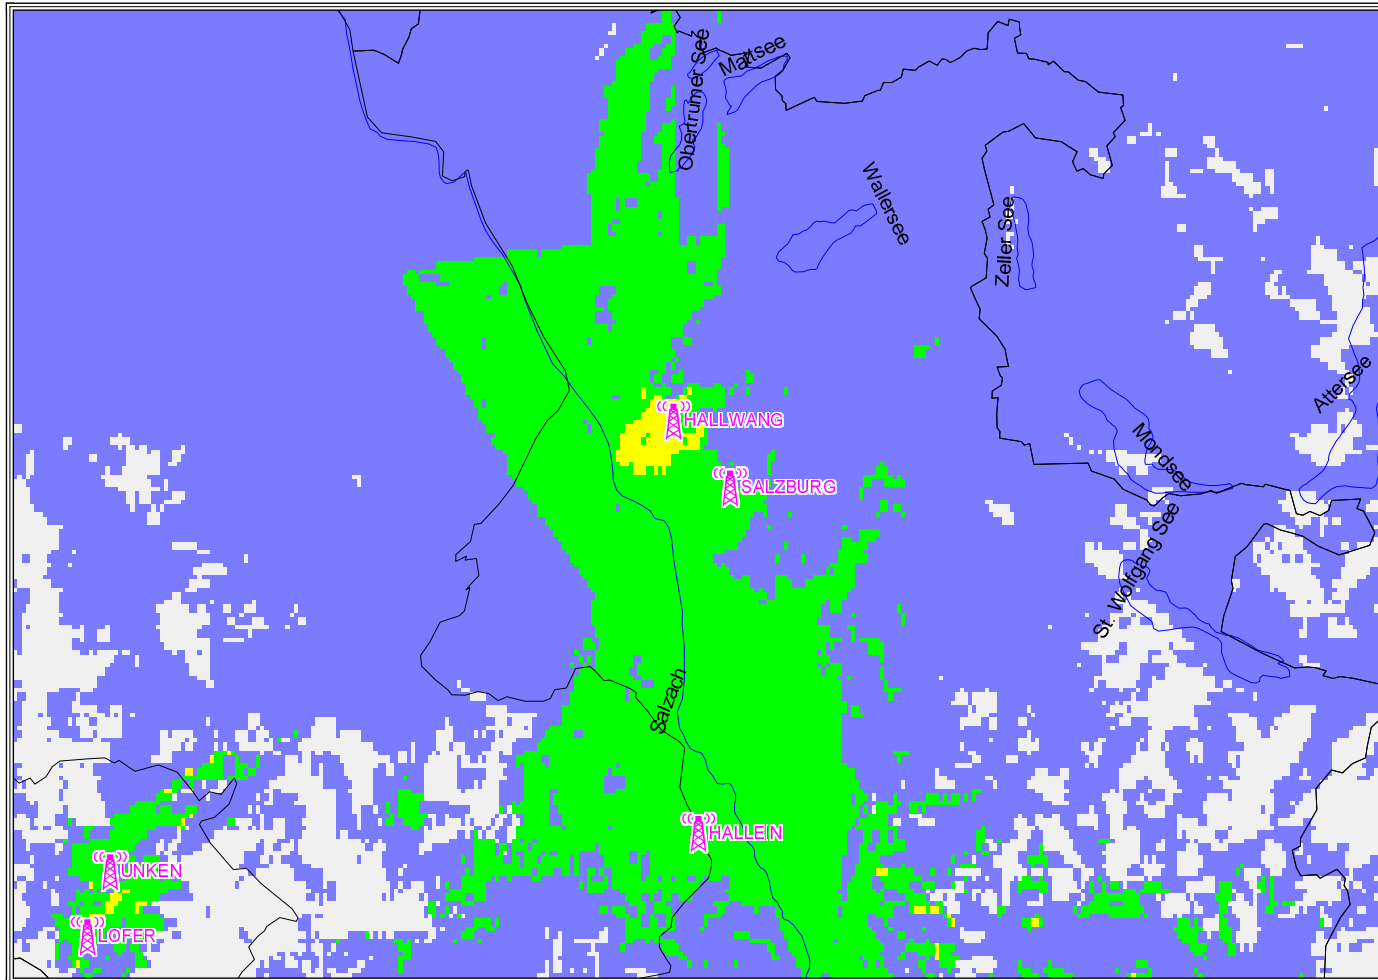 Obertrumer See
Mattsee
Wallersee
Zeller See
Attersee
HALLWANG
Mondsee
SALZBURG
St. Wolfgang See
Salzach
HALLEIN
UNKEN
LOFER